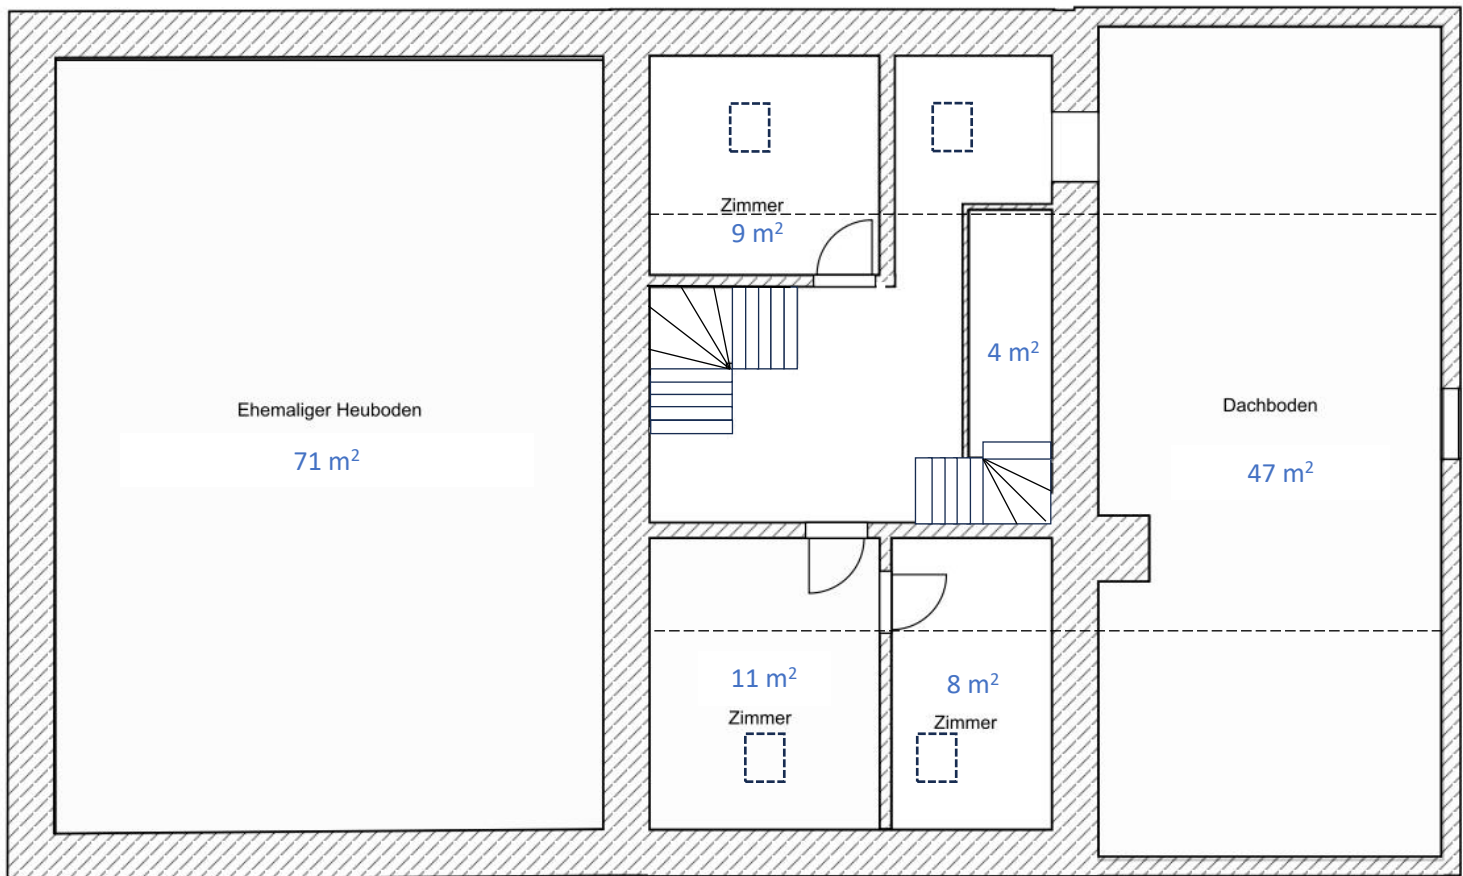 Zimmer
9 m²
4 m²
Ehemaliger Heuboden
71 m²
Dachboden
47 m²
11 m²
Zimmer
8 m²
Zimmer